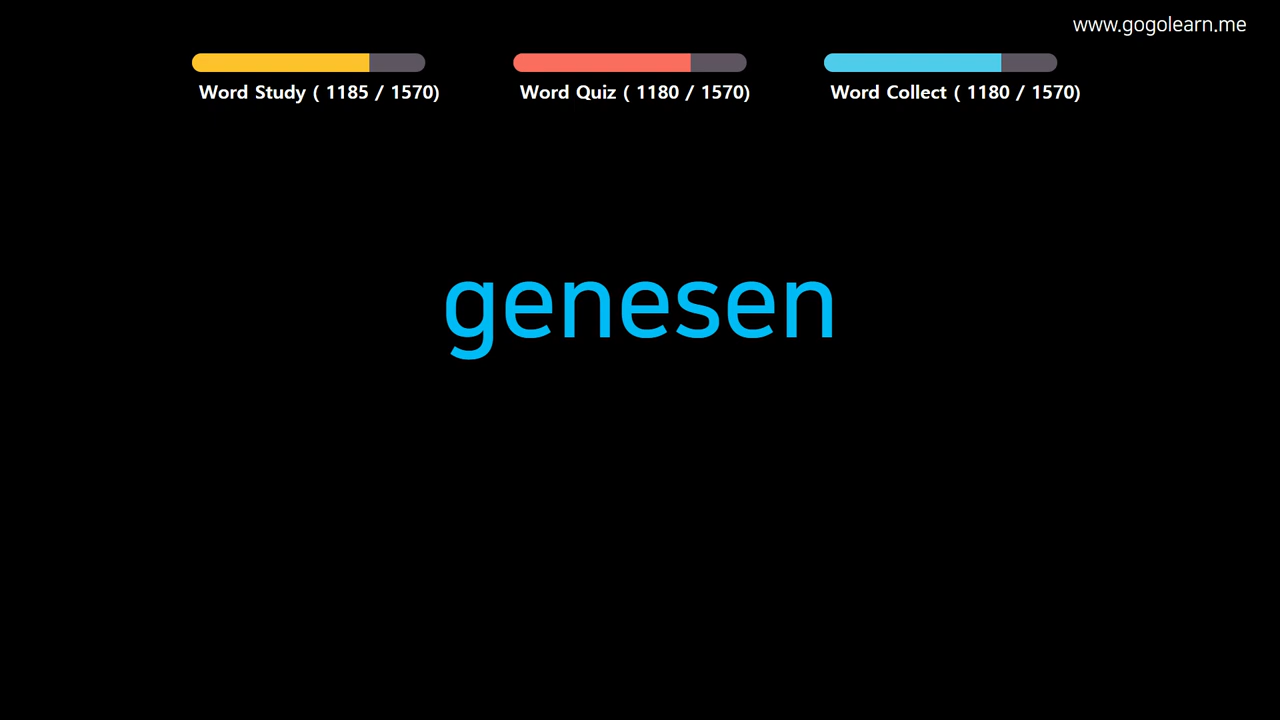 www.gogolearn.me
Word Study ( 1185 / 1570)
Word Quiz ( 1180 / 1570)
Word Collect ( 1180 / 1570)
genesen